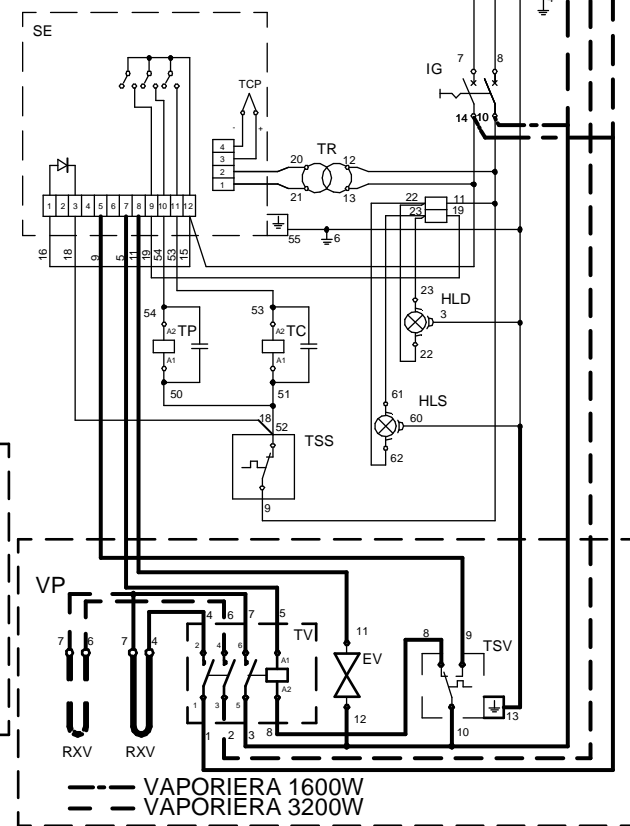 SE
IG
7
8
14
10
TCP
-
+
4
3
2
1
TR
20
12
21
13
1 2 3 4 5 6 7 8 9 10 11 12
22
11
23
19
55
6
16
18
9
5
11
19
54
53
15
23
HLD
3
22
54
A2
TP
A1
50
53
A2
TC
A1
51
61
HLS
60
62
18
52
TSS
9
VP
7
6
7
4
4
6
7
5
2
4
6
TV
A1
A2
1
3
5
1
2
3
8
11
EV
12
8
9
TSV
13
10
RXV
RXV
VAPORIERA 1600W
VAPORIERA 3200W